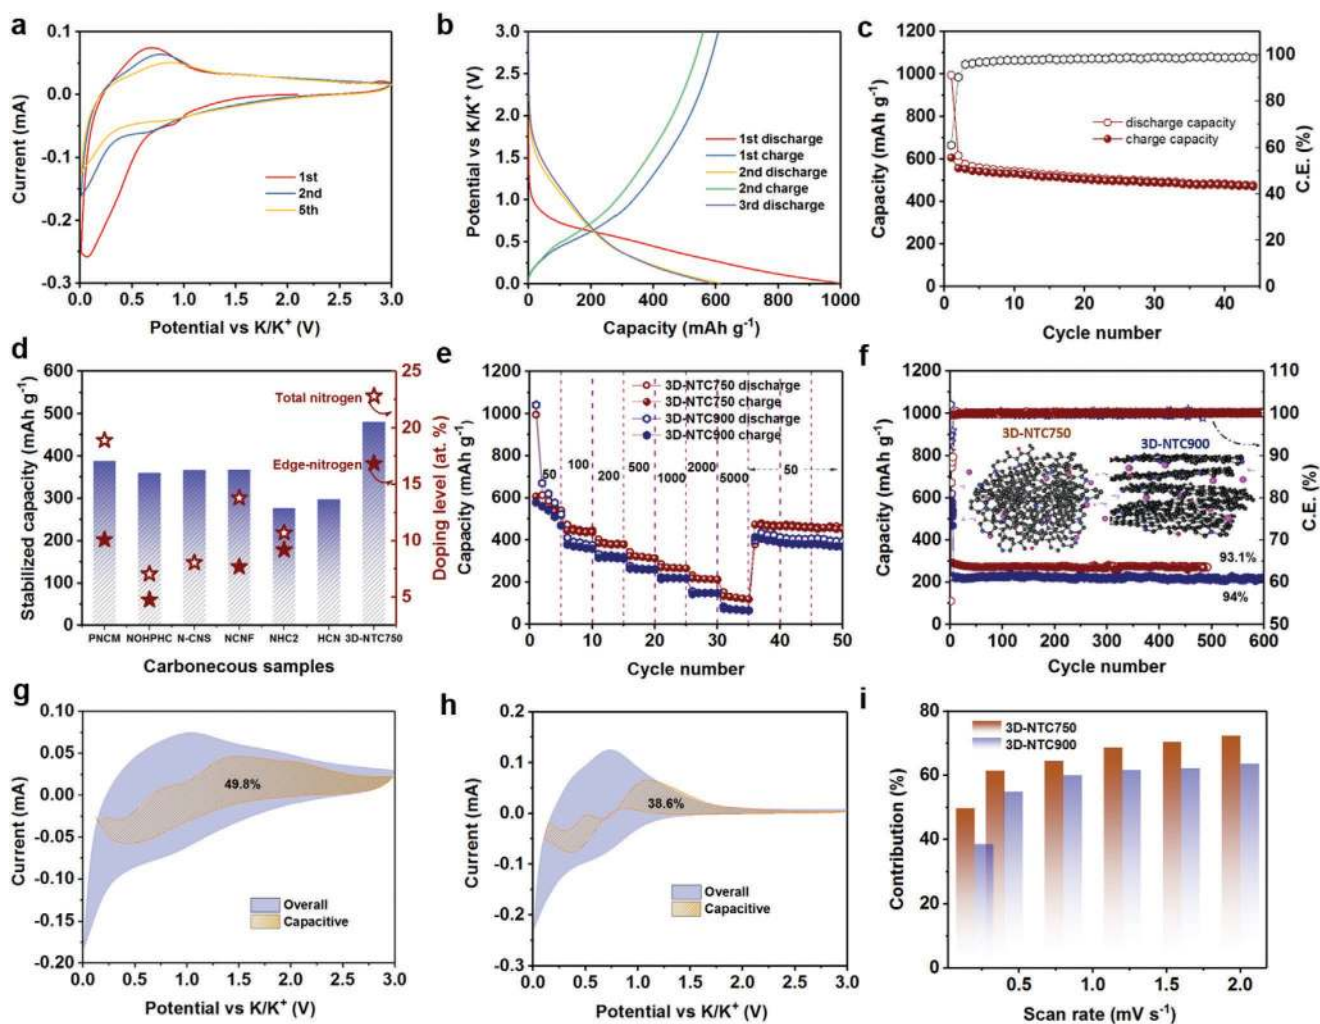 a
0.1
0.0
-0.1
-0.2
-0.3
Current (mA)
1st
2nd
5th
0.0 0.5 1.0 1.5 2.0 2.5 3.0
Potential vs K/K⁺ (V)
b
3.0
2.5
2.0
1.5
1.0
0.5
0.0
Potential vs K/K⁺ (V)
1st discharge
1st charge
2nd discharge
2nd charge
3rd discharge
0 200 400 600 800 1000
Capacity (mAh g⁻¹)
c
1200
1000
800
600
400
200
0
Capacity (mAh g⁻¹)
discharge capacity
charge capacity
100
80
60
40
20
0
C.E. (%)
0 10 20 30 40
Cycle number
d
600
500
400
300
200
100
0
Stabilized capacity (mAh g⁻¹)
Total nitrogen
Edge-nitrogen
25
20
15
10
5
Doping level (at. %)
PNCM NOHPHC N-CNS NCNF NHC2 HCN 3D-NTC750
Carbonecous samples
e
1200
1000
800
600
400
200
0
Capacity (mAh g⁻¹)
3D-NTC750 discharge
3D-NTC750 charge
3D-NTC900 discharge
3D-NTC900 charge
50 100 200 500 1000 2000 5000 50
0 10 20 30 40 50
Cycle number
f
1200
1000
800
600
400
200
0
Capacity (mAh g⁻¹)
3D-NTC750
3D-NTC900
93.1%
94%
110
100
90
80
70
60
50
C.E. (%)
0 100 200 300 400 500 600
Cycle number
g
0.10
0.05
0.00
-0.05
-0.10
-0.15
-0.20
Current (mA)
49.8%
Overall
Capacitive
0.0 0.5 1.0 1.5 2.0 2.5 3.0
Potential vs K/K⁺ (V)
h
0.2
0.1
0.0
-0.1
-0.2
-0.3
Current (mA)
38.6%
Overall
Capacitive
0.0 0.5 1.0 1.5 2.0 2.5 3.0
Potential vs K/K⁺ (V)
i
80
60
40
20
0
Contribution (%)
3D-NTC750
3D-NTC900
0.5 1.0 1.5 2.0
Scan rate (mV s⁻¹)